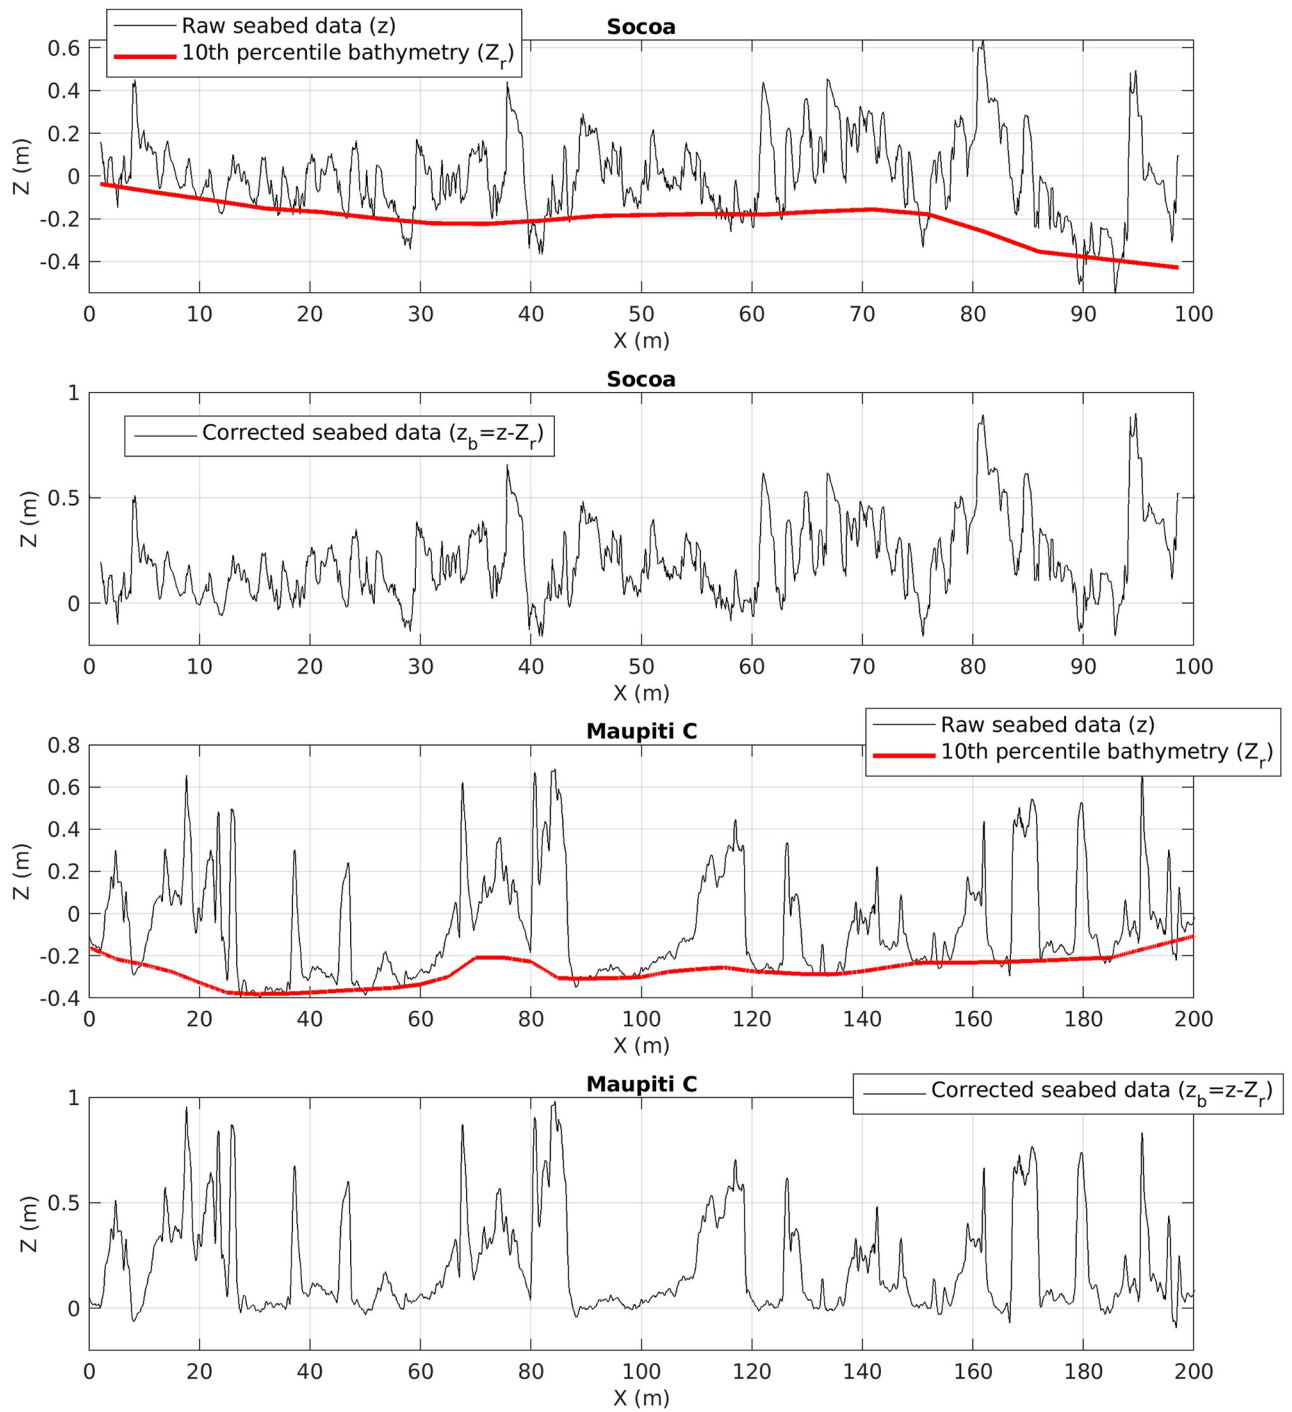 Socoa
Raw seabed data (z)
10th percentile bathymetry (Zr)
Z (m)
0.6
0.4
0.2
0
-0.2
-0.4
0 10 20 30 40 50 60 70 80 90 100
X (m)
Socoa
Corrected seabed data (zb=z-Zr)
Z (m)
1
0.5
0
0 10 20 30 40 50 60 70 80 90 100
X (m)
Maupiti C
Raw seabed data (z)
10th percentile bathymetry (Zr)
Z (m)
0.8
0.6
0.4
0.2
0
-0.2
-0.4
0 20 40 60 80 100 120 140 160 180 200
X (m)
Maupiti C
Corrected seabed data (zb=z-Zr)
Z (m)
1
0.5
0
0 20 40 60 80 100 120 140 160 180 200
X (m)